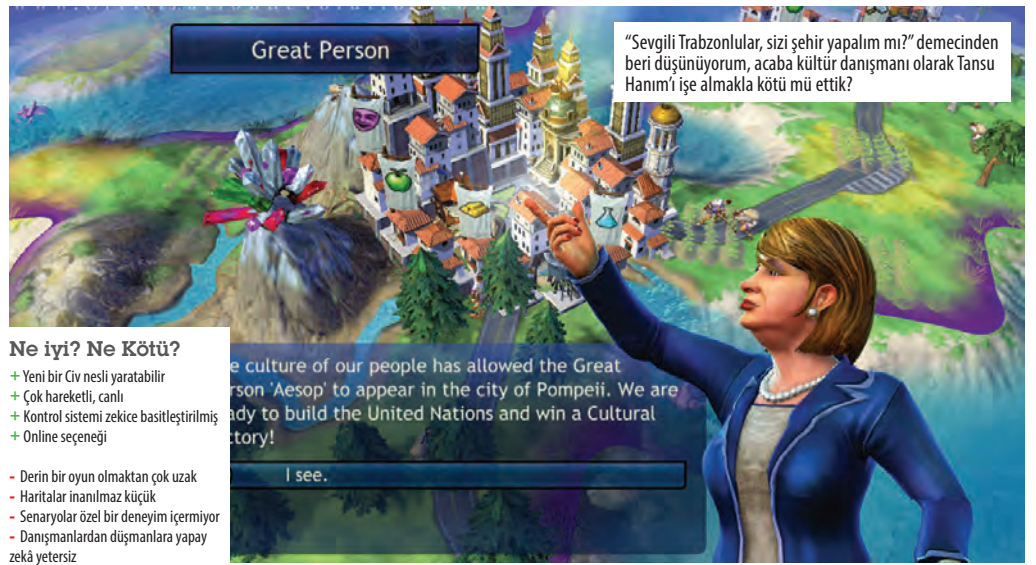 Great Person
“Sevgili Trabzonlular, sizi şehir yapalım mı?” demecinden
beri düşünüyorum, acaba kültür danışmanı olarak Tansu
Hanım’ı işe almakla kötü mü ettik?
Ne iyi? Ne Kötü?
+ Yeni bir Civ nesli yaratabilir
+ Çok hareketli, canlı
+ Kontrol sistemi zekice basitleştirilmiş
+ Online seçeneği
- Derin bir oyun olmaktan çok uzak
- Haritalar inanılmaz küçük
- Senaryolar özel bir deneyim içermiyor
- Danışmanlardan düşmanlara yapay
zekâ yetersiz
e culture of our people has allowed the Great
rson 'Aesop' to appear in the city of Pompeii. We are
ady to build the United Nations and win a Cultural
ctory!
I see.